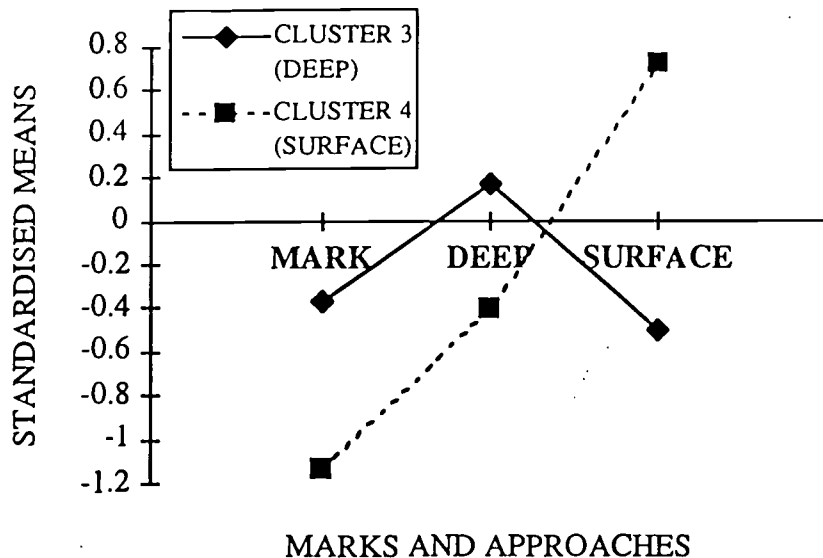 CLUSTER 3
(DEEP)
CLUSTER 4
(SURFACE)
STANDARDISED MEANS
0.8
0.6
0.4
0.2
0
-0.2
-0.4
-0.6
-0.8
-1
-1.2
MARK DEEP SURFACE
MARKS AND APPROACHES